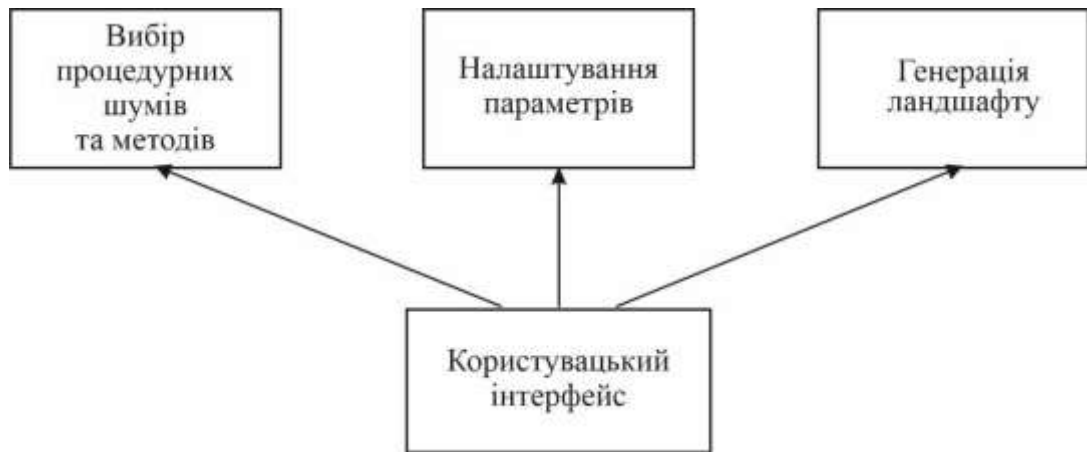 Вибір
процедурних
шумів
та методів
Налаштування
параметрів
Генерація
ландшафту
Користувацький
інтерфейс